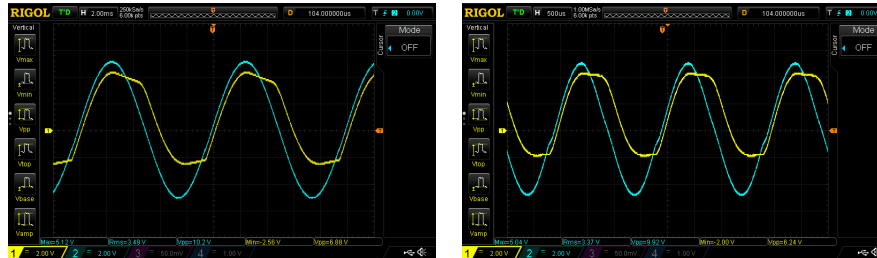 RIGOL T'D H 2.00ms 250kSa/s 6.00k pts D 104.000000us T 2 0.00V
Vertical
Mode
OFF
Cursor
Vmax
Vmin
Vpp
Vtop
Vbase
Vamp
Max=5.12 V Rms=3.49 V Vpp=10.2 V Min=-2.56 V Vpp=6.88 V
1 = 2.00 V 2 = 2.00 V 3 = 50.0mV 4 = 1.00 V
RIGOL T'D H 500us 1.00MSa/s 6.00k pts D 104.000000us T 2 0.00V
Vertical
Mode
OFF
Cursor
Vmax
Vmin
Vpp
Vtop
Vbase
Vamp
Max=5.04 V Rms=3.37 V Vpp=9.92 V Min=-2.00 V Vpp=6.24 V
1 = 2.00 V 2 = 2.00 V 3 = 50.0mV 4 = 1.00 V